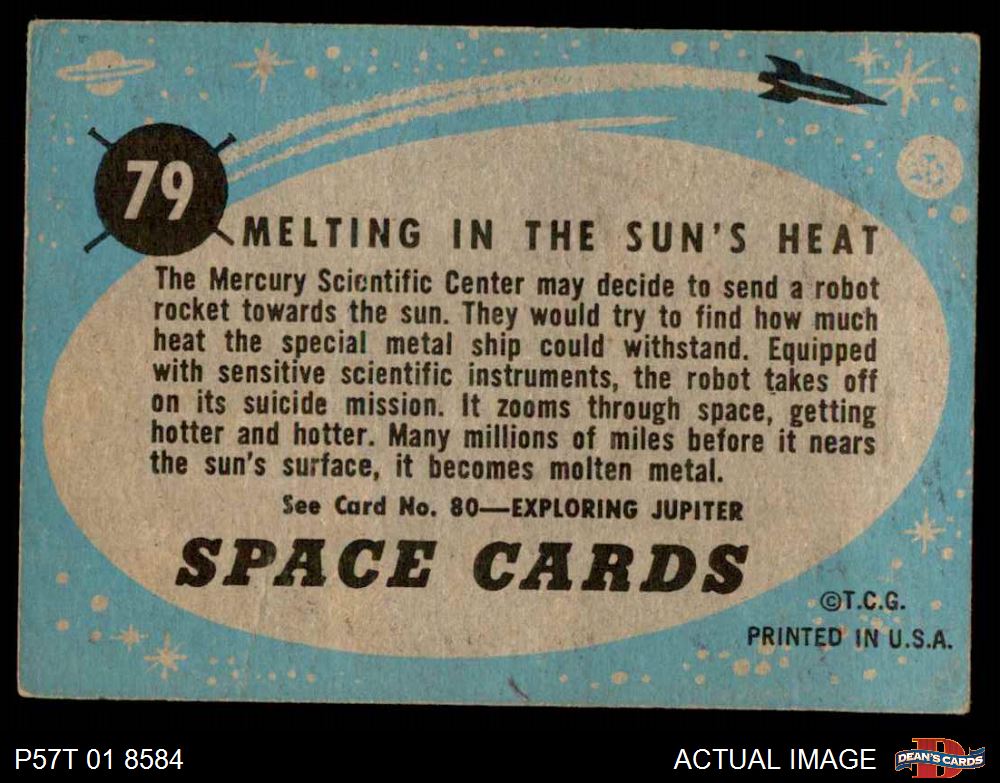 79
MELTING IN THE SUN'S HEAT
The Mercury Scientific Center may decide to send a robot
rocket towards the sun. They would try to find how much
heat the special metal ship could withstand. Equipped
with sensitive scientific instruments, the robot takes off
on its suicide mission. It zooms through space, getting
hotter and hotter. Many millions of miles before it nears
the sun's surface, it becomes molten metal.
See Card No. 80—EXPLORING JUPITER
SPACE CARDS
©T.C.G.
PRINTED IN U.S.A.
P57T 01 8584
ACTUAL IMAGE
D
DEAN'S CARDS